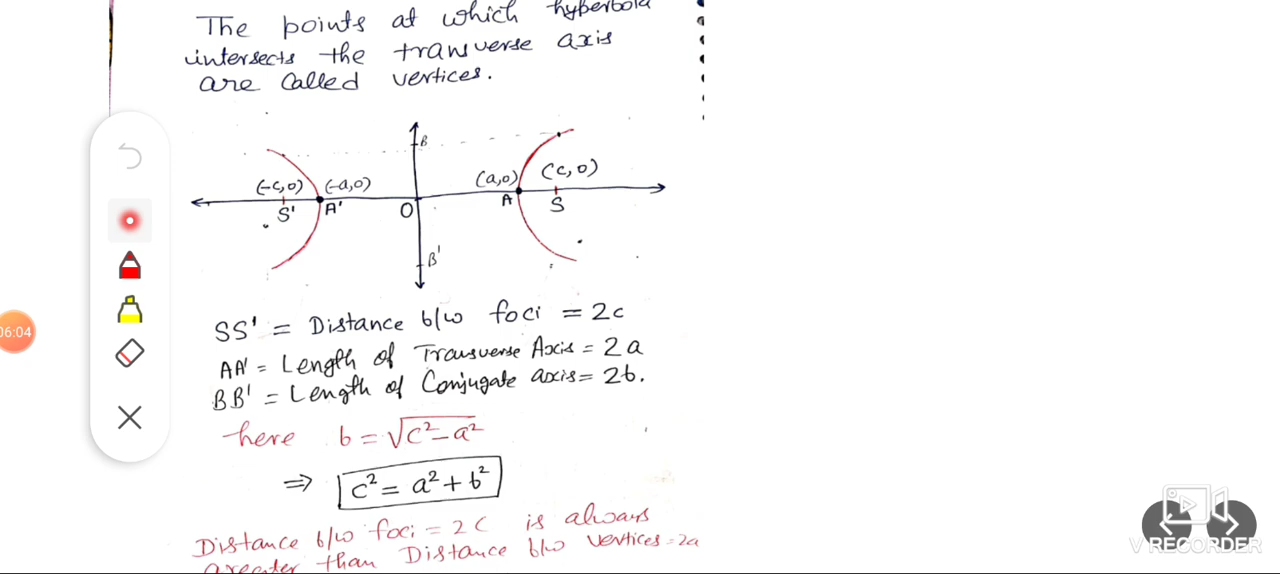 The points at which hyperbola
intersects the transverse axis
are called vertices.
B
(-c,0) (-a,0) (a,0) (c,0)
S' A' O A S
B'
SS' = Distance b/w foci = 2c
AA' = Length of Transverse Axis = 2a
BB' = Length of Conjugate axis = 2b.
here b = √c²-a²
⇒ c² = a² + b²
Distance b/w foci = 2C is always
greater than Distance b/w vertices = 2a
06:04
V RECORDER